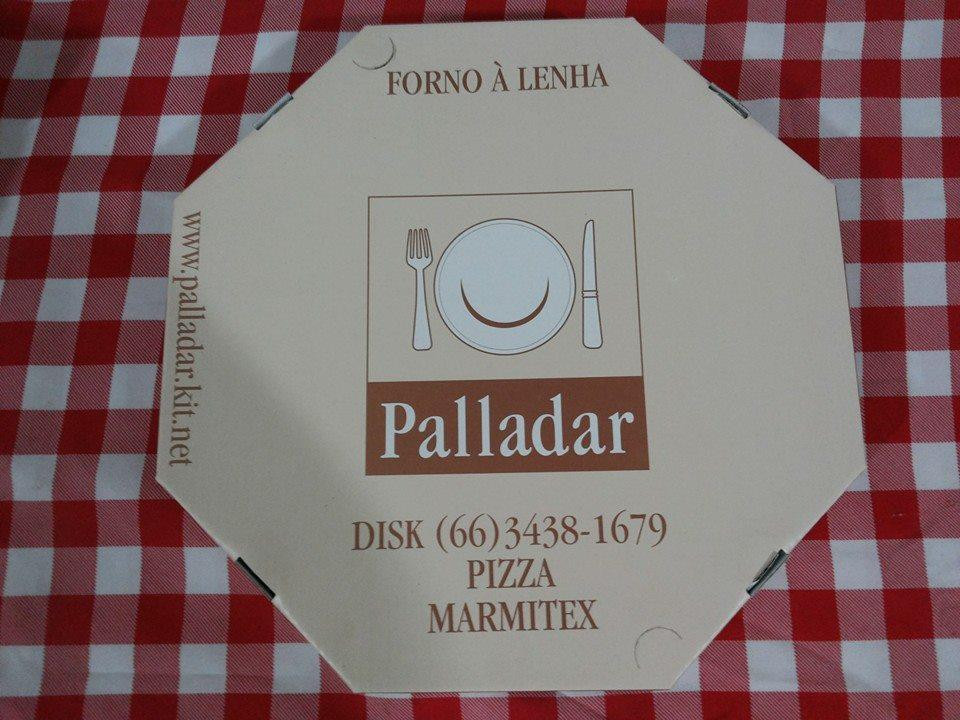 FORNO À LENHA
www.palladar.kit.net
Palladar
DISK (66) 3438-1679
PIZZA
MARMITEX